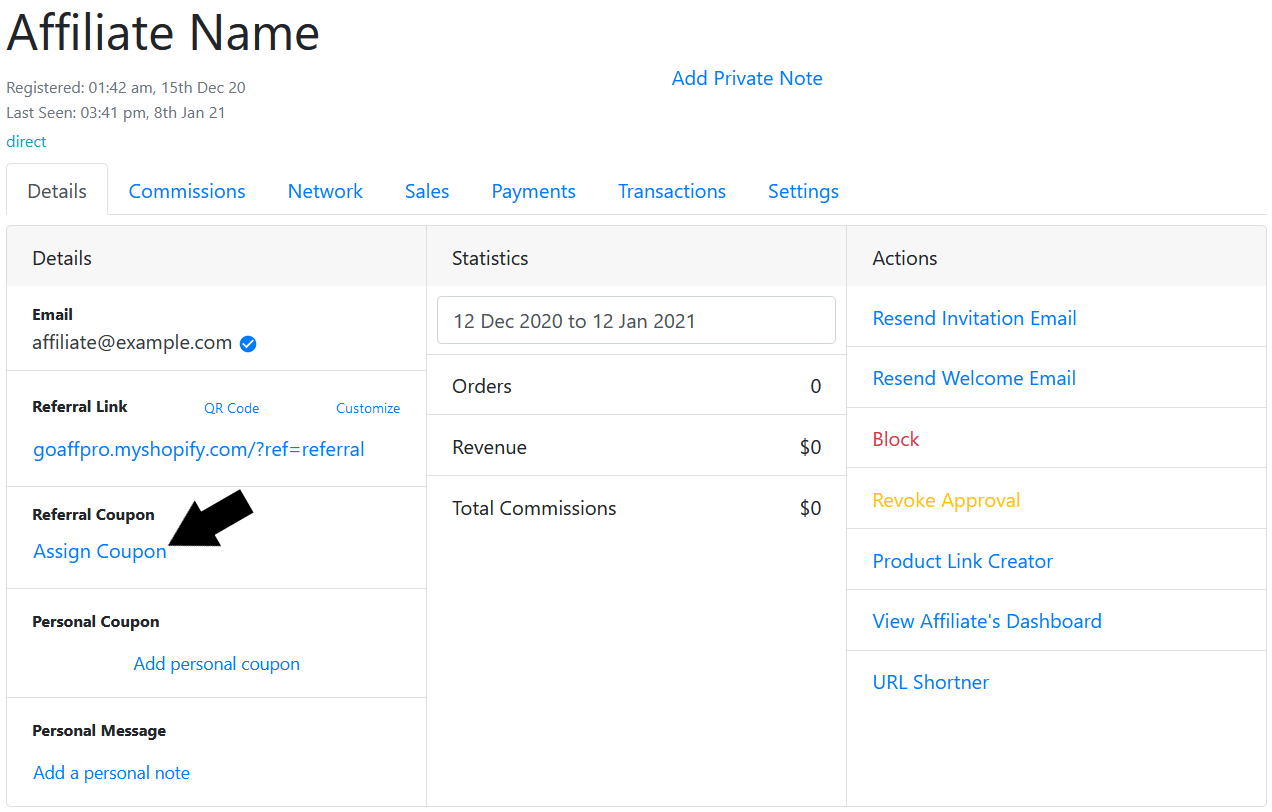 Affiliate Name
Add Private Note
Registered: 01:42 am, 15th Dec 20
Last Seen: 03:41 pm, 8th Jan 21
direct
Details Commissions Network Sales Payments Transactions Settings
Details
Email
affiliate@example.com
Referral Link QR Code Customize
goaffpro.myshopify.com/?ref=referral
Referral Coupon
Assign Coupon
Personal Coupon
Add personal coupon
Personal Message
Add a personal note
Statistics
12 Dec 2020 to 12 Jan 2021
Orders 0
Revenue $0
Total Commissions $0
Actions
Resend Invitation Email
Resend Welcome Email
Block
Revoke Approval
Product Link Creator
View Affiliate's Dashboard
URL Shortner